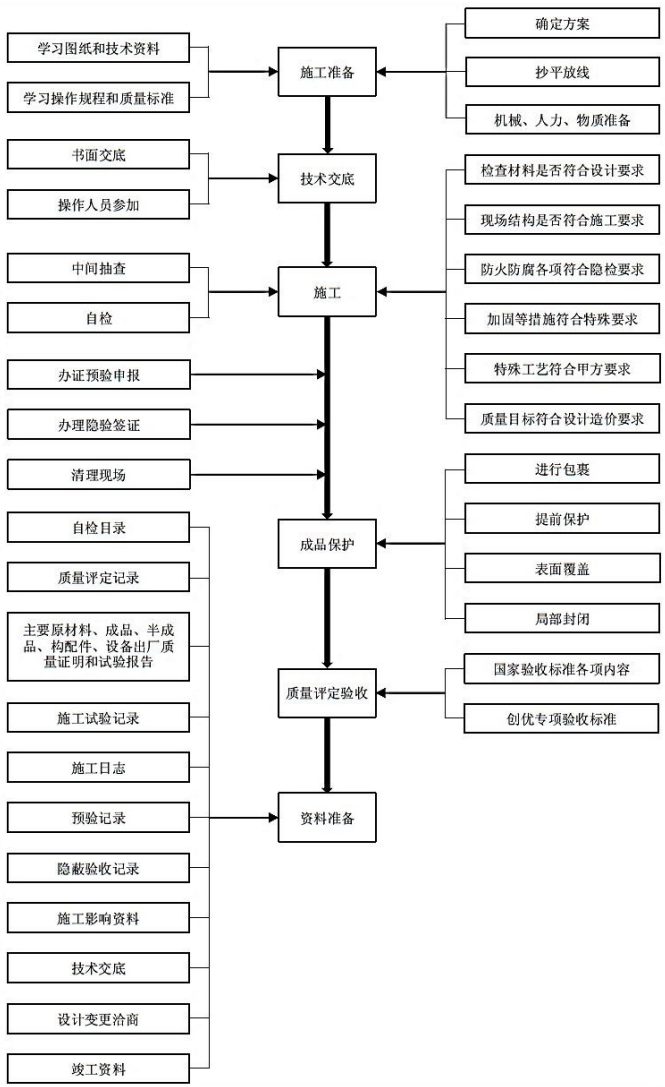 学习图纸和技术资料
学习操作规程和质量标准
施工准备
确定方案
抄平放线
机械、人力、物质准备
书面交底
操作人员参加
技术交底
中间抽查
自检
施工
检查材料是否符合设计要求
现场结构是否符合施工要求
防火防腐各项符合隐检要求
加固等措施符合特殊要求
特殊工艺符合甲方要求
质量目标符合设计造价要求
办证预验申报
办理隐验签证
清理现场
成品保护
进行包裹
提前保护
表面覆盖
局部封闭
质量评定验收
国家验收标准各项内容
创优专项验收标准
自检目录
质量评定记录
主要原材料、成品、半成
品、构配件、设备出厂质
量证明和试验报告
施工试验记录
施工日志
预验记录
隐蔽验收记录
施工影响资料
技术交底
设计变更洽商
竣工资料
资料准备